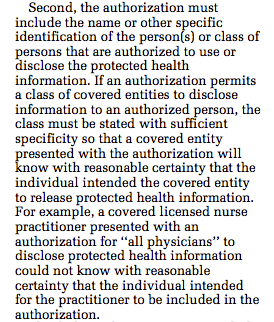 Second, the authorization must
include the name or other specific
identification of the person(s) or class of
persons that are authorized to use or
disclose the protected health
information. If an authorization permits
a class of covered entities to disclose
information to an authorized person, the
class must be stated with sufficient
specificity so that a covered entity
presented with the authorization will
know with reasonable certainty that the
individual intended the covered entity
to release protected health information.
For example, a covered licensed nurse
practitioner presented with an
authorization for “all physicians” to
disclose protected health information
could not know with reasonable
certainty that the individual intended
for the practitioner to be included in the
authorization.